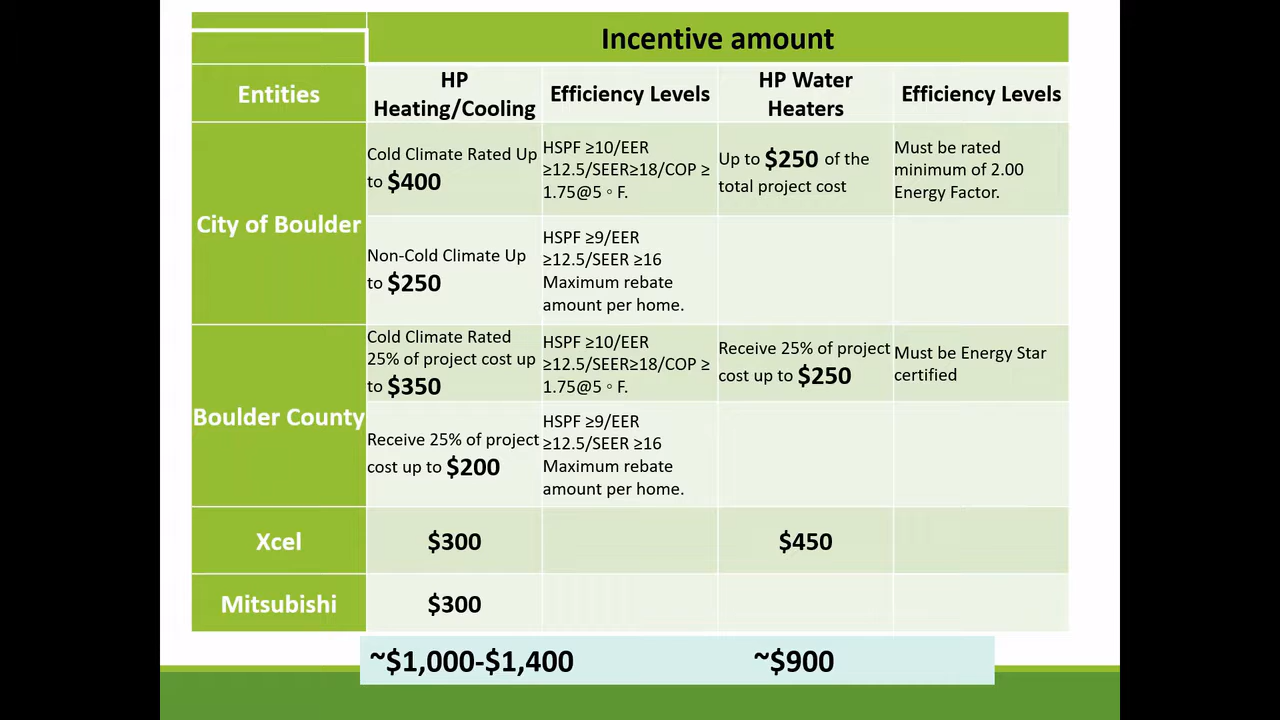 Incentive amount
Entities
HP
Heating/Cooling
Efficiency Levels
HP Water
Heaters
Efficiency Levels
City of Boulder
Cold Climate Rated Up
to $400
HSPF ≥10/EER
≥12.5/SEER≥18/COP ≥
1.75@5 ◦ F.
Up to $250 of the
total project cost
Must be rated
minimum of 2.00
Energy Factor.
Non-Cold Climate Up
to $250
HSPF ≥9/EER
≥12.5/SEER ≥16
Maximum rebate
amount per home.
Boulder County
Cold Climate Rated
25% of project cost up
to $350
HSPF ≥10/EER
≥12.5/SEER≥18/COP ≥
1.75@5 ◦ F.
Receive 25% of project
cost up to $250
Must be Energy Star
certified
Receive 25% of project
cost up to $200
HSPF ≥9/EER
≥12.5/SEER ≥16
Maximum rebate
amount per home.
Xcel
$300
$450
Mitsubishi
$300
~$1,000-$1,400
~$900